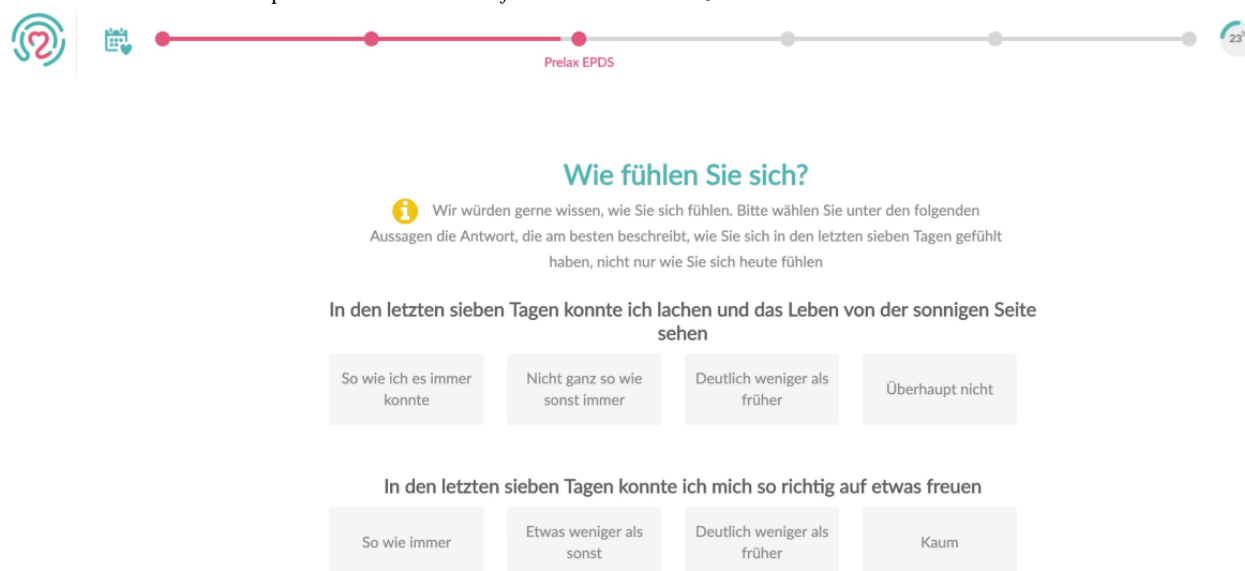 23%
Prelax EPDS
Wie fühlen Sie sich?
Wir würden gerne wissen, wie Sie sich fühlen. Bitte wählen Sie unter den folgenden
Aussagen die Antwort, die am besten beschreibt, wie Sie sich in den letzten sieben Tagen gefühlt
haben, nicht nur wie Sie sich heute fühlen
In den letzten sieben Tagen konnte ich lachen und das Leben von der sonnigen Seite
sehen
So wie ich es immer
konnte
Nicht ganz so wie
sonst immer
Deutlich weniger als
früher
Überhaupt nicht
In den letzten sieben Tagen konnte ich mich so richtig auf etwas freuen
So wie immer
Etwas weniger als
sonst
Deutlich weniger als
früher
Kaum